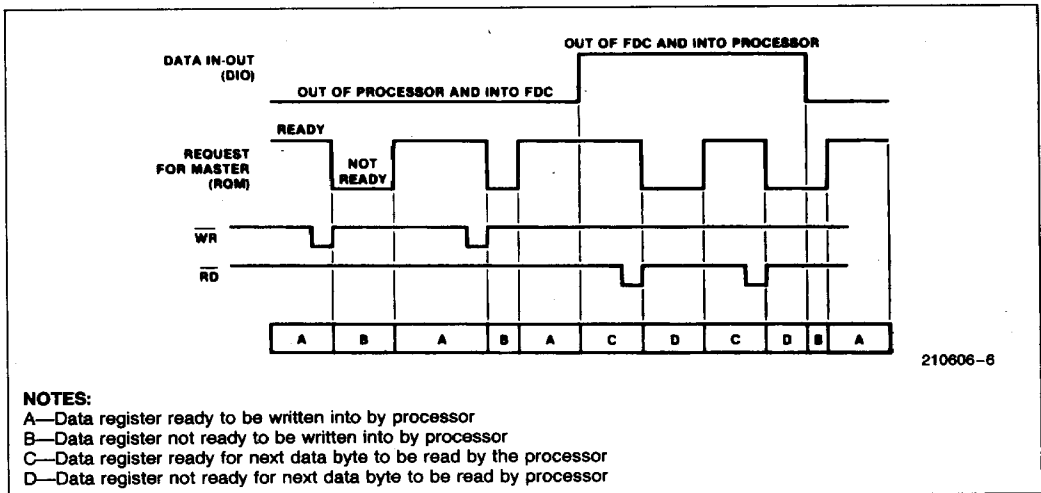 OUT OF FDC AND INTO PROCESSOR
DATA IN-OUT
(DIO)
OUT OF PROCESSOR AND INTO FDC
READY
REQUEST
FOR MASTER
(RQM)
NOT
READY
WR
RD
A B A B A C D C D B A
210606-6
NOTES:
A—Data register ready to be written into by processor
B—Data register not ready to be written into by processor
C—Data register ready for next data byte to be read by the processor
D—Data register not ready for next data byte to be read by processor